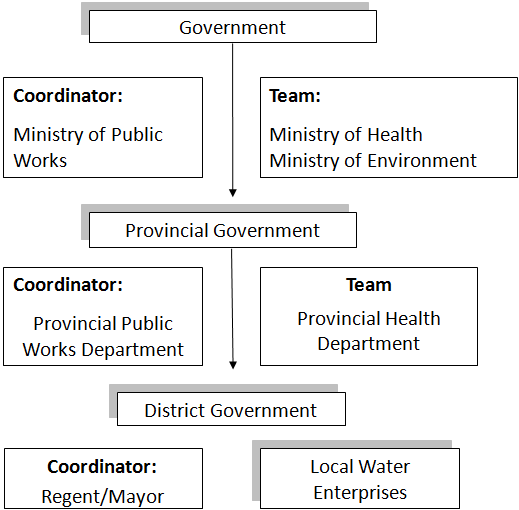 Government
Coordinator:
Ministry of Public
Works
Team:
Ministry of Health
Ministry of Environment
Provincial Government
Coordinator:
Provincial Public
Works Department
Team
Provincial Health
Department
District Government
Coordinator:
Regent/Mayor
Local Water
Enterprises